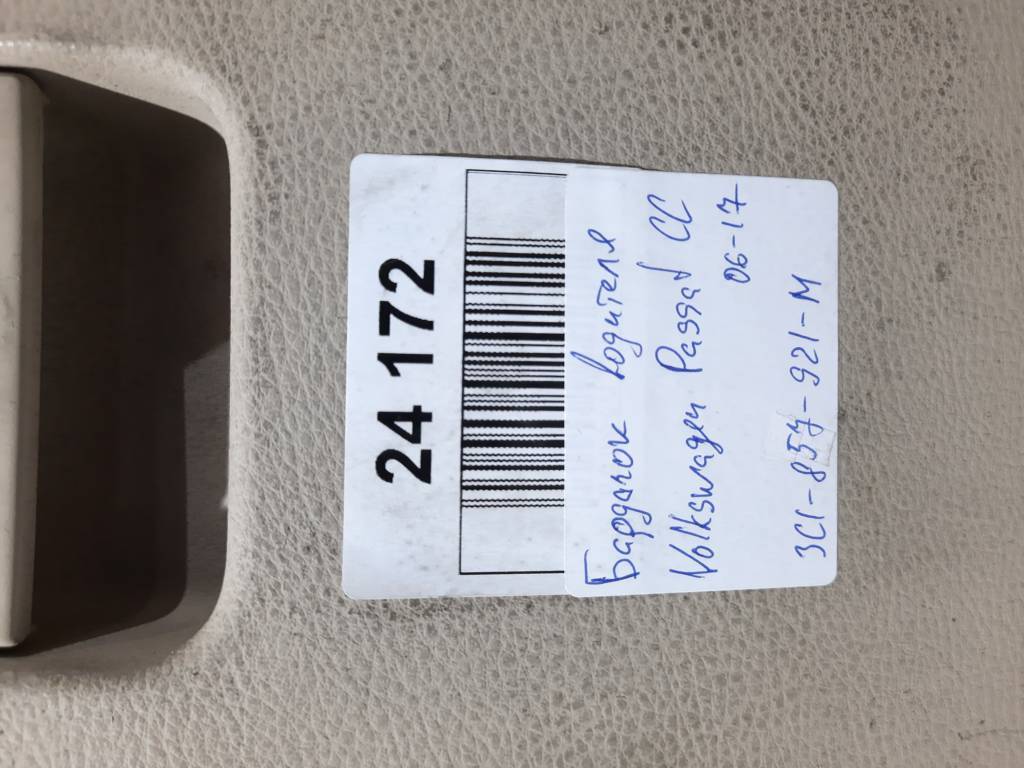 24 172
Бардачок водителя
Volkswagen Passat CC
06-17
3C1-857-921-M